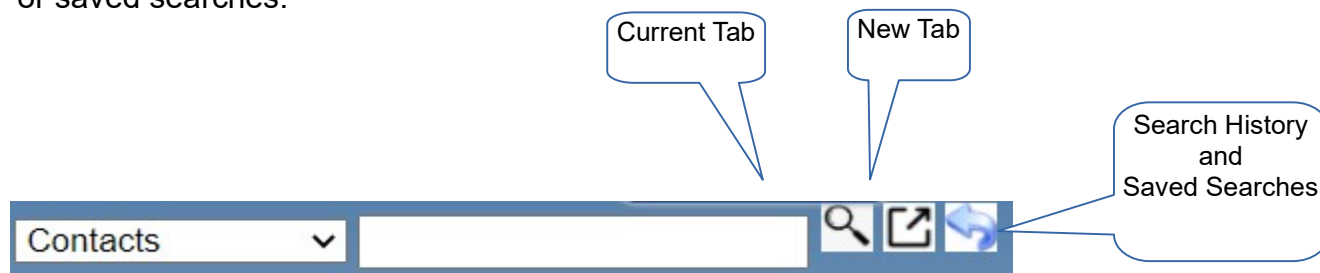 or saved searches.
Current Tab
New Tab
Search History
and
Saved Searches
Contacts